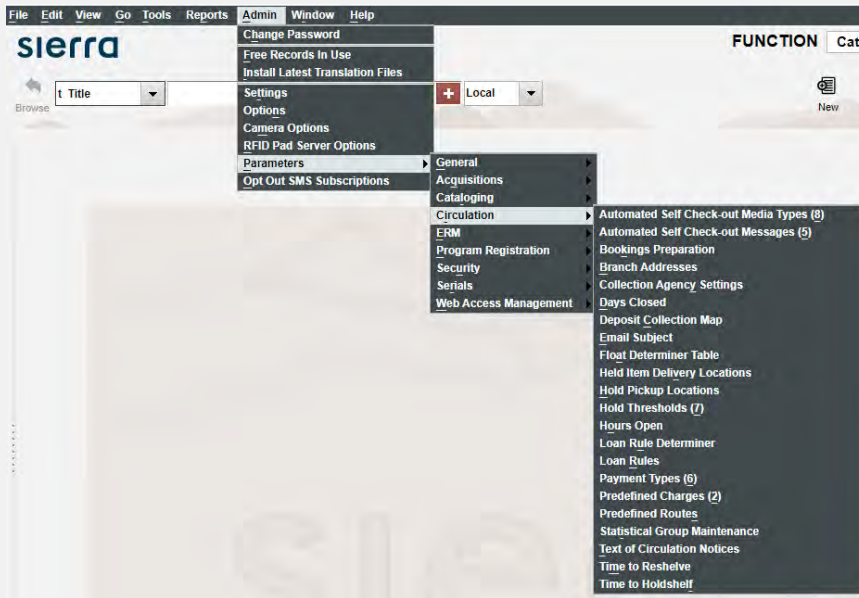 File Edit View Go Tools Reports Admin Window Help
sierra
FUNCTION Cat
Change Password
Free Records In Use
Install Latest Translation Files
Settings
Options
Camera Options
RFID Pad Server Options
Parameters
Opt Out SMS Subscriptions
Browse
t Title
+
Local
New
General
Acquisitions
Cataloging
Circulation
ERM
Program Registration
Security
Serials
Web Access Management
Automated Self Check-out Media Types (8)
Automated Self Check-out Messages (5)
Bookings Preparation
Branch Addresses
Collection Agency Settings
Days Closed
Deposit Collection Map
Email Subject
Float Determiner Table
Held Item Delivery Locations
Hold Pickup Locations
Hold Thresholds (7)
Hours Open
Loan Rule Determiner
Loan Rules
Payment Types (6)
Predefined Charges (2)
Predefined Routes
Statistical Group Maintenance
Text of Circulation Notices
Time to Reshelve
Time to Holdshelf